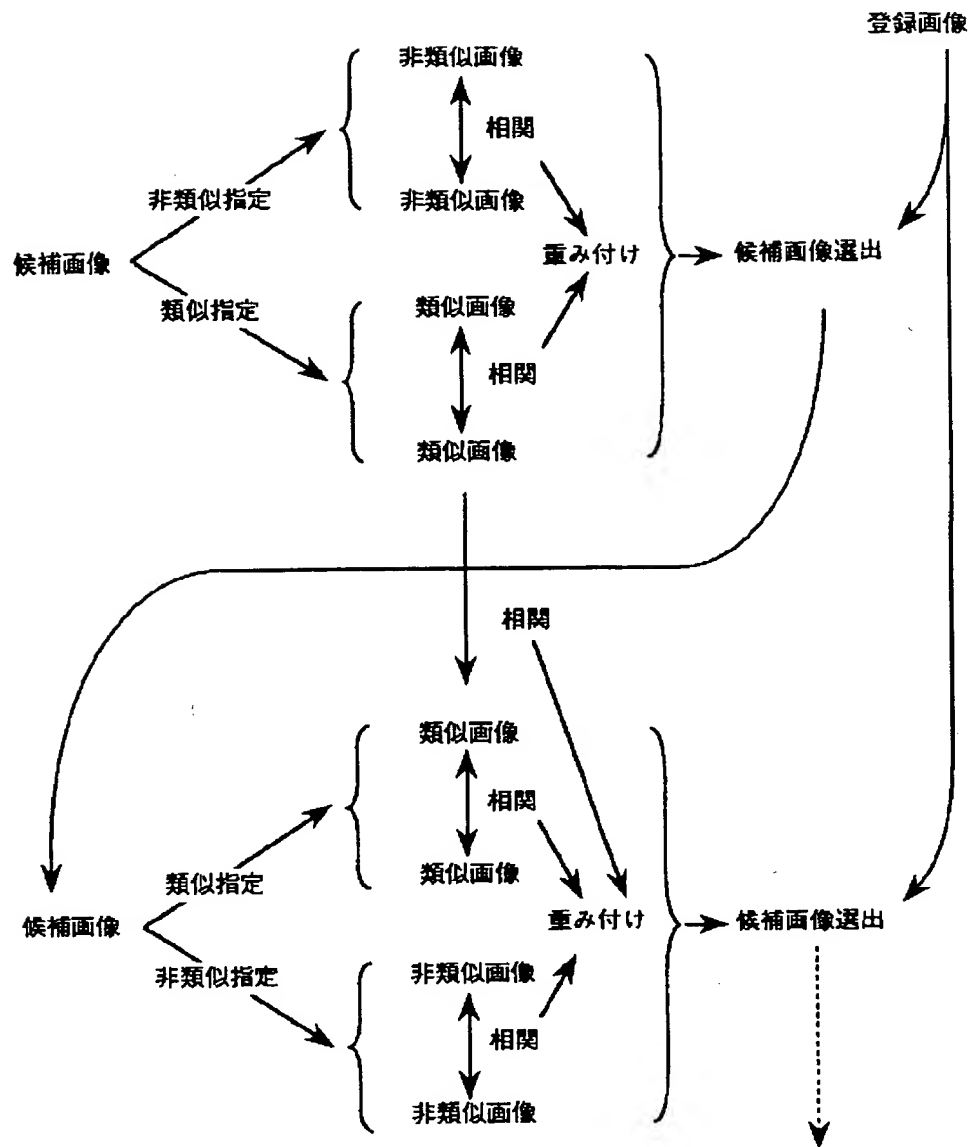 登録画像
非類似画像
相関
非類似指定
非類似画像
候補画像
重み付け
候補画像選出
類似指定
類似画像
相関
類似画像
相関
類似画像
相関
類似指定
類似画像
候補画像
重み付け
候補画像選出
非類似指定
非類似画像
相関
非類似画像